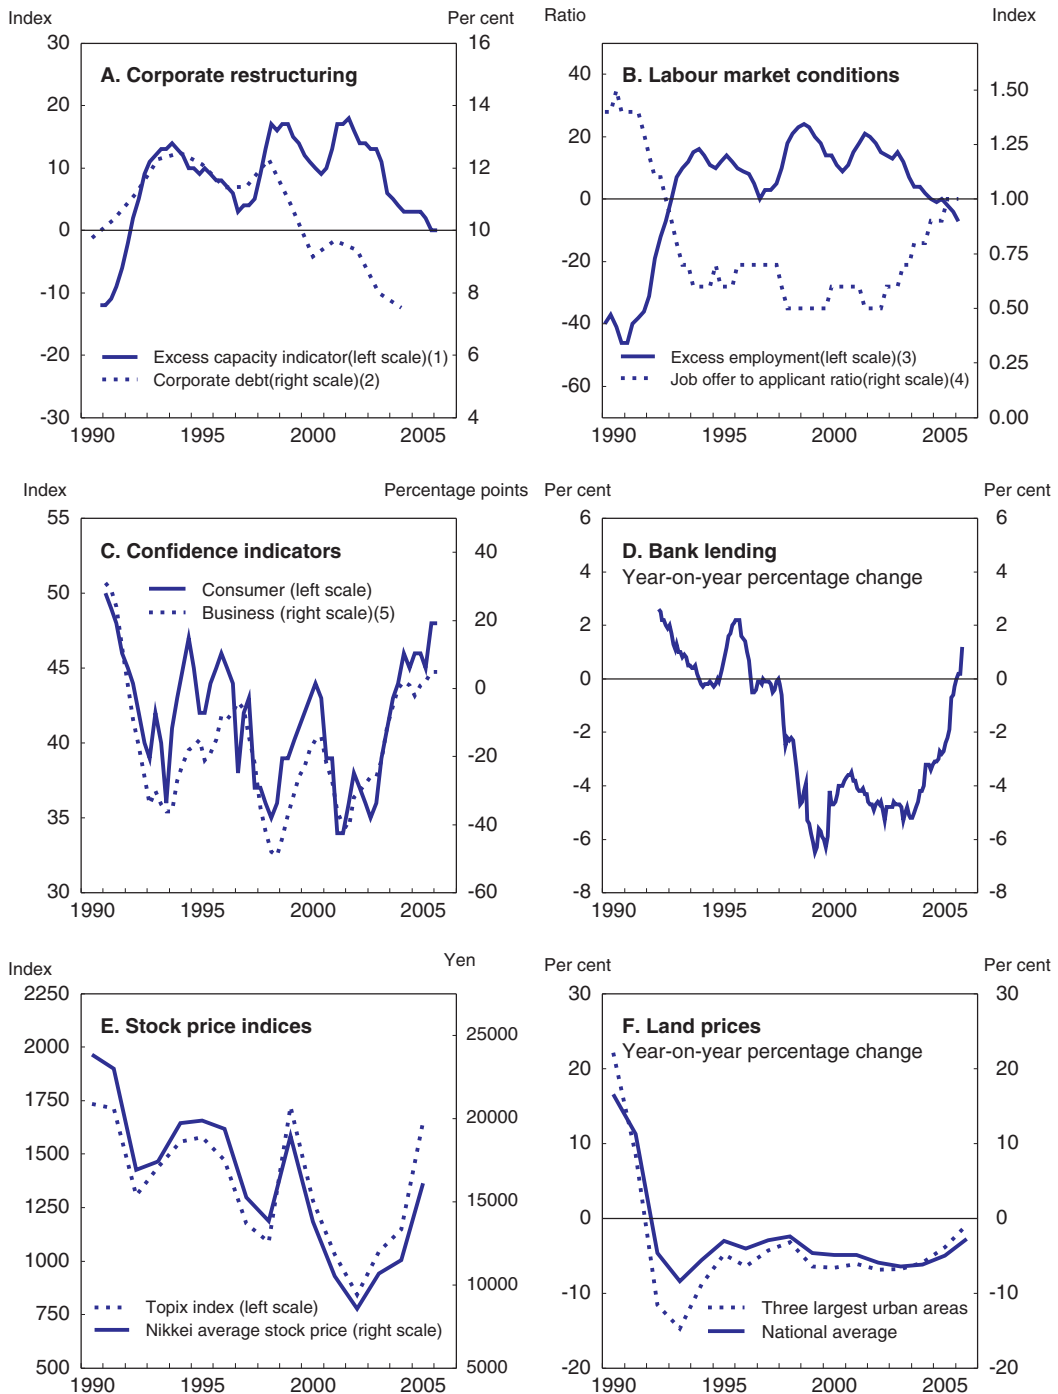 Index Per cent
30 16
A. Corporate restructuring
20 14
10 12
0 10
-10 8
-20 6
Excess capacity indicator(left scale)(1)
Corporate debt(right scale)(2)
-30 4
1990 1995 2000 2005
Ratio Index
B. Labour market conditions
40 1.50
20 1.25
0 1.00
-20 0.75
0.50
-40
Excess employment(left scale)(3)
0.25
Job offer to applicant ratio(right scale)(4)
-60
0.00
1990 1995 2000 2005
Index Percentage points
55
C. Confidence indicators
40
Consumer (left scale)
50
Business (right scale)(5)
20
45 0
40 -20
35 -40
30 -60
1990 1995 2000 2005
Per cent Per cent
6 6
D. Bank lending
Year-on-year percentage change
4 4
2 2
0 0
-2 -2
-4 -4
-6 -6
-8 -8
1990 1995 2000 2005
Index Yen
2250
E. Stock price indices
25000
2000
1750 20000
1500
15000
1250
1000 10000
Topix index (left scale)
750
Nikkei average stock price (right scale)
500 5000
1990 1995 2000 2005
Per cent Per cent
30 30
F. Land prices
Year-on-year percentage change
20 20
10 10
0 0
-10 -10
Three largest urban areas
National average
-20 -20
1990 1995 2000 2005